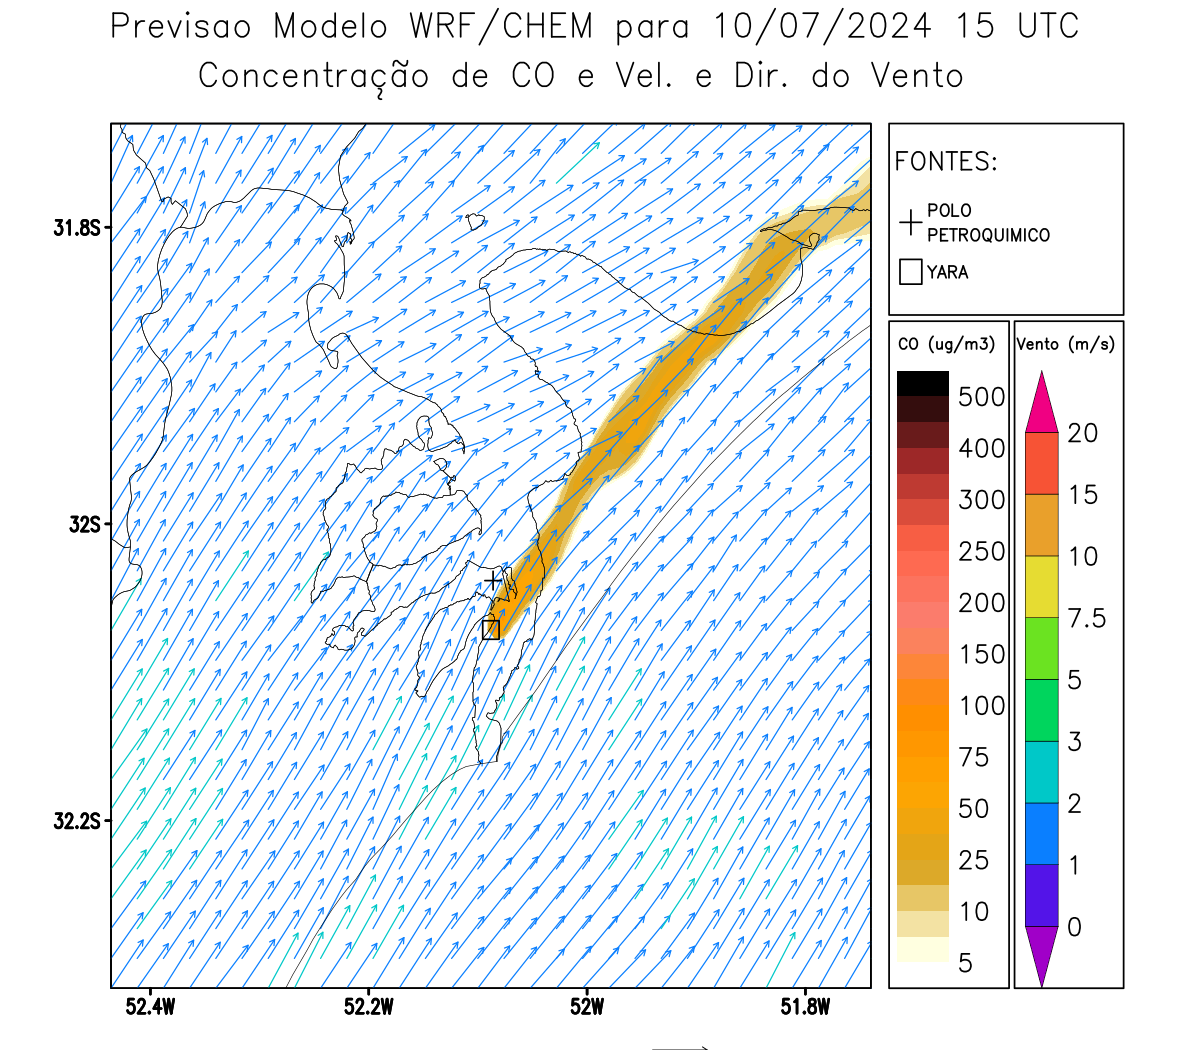 Previsao Modelo WRF/CHEM para 10/07/2024 15 UTC
Concentração de CO e Vel. e Dir. do Vento
FONTES:
POLO
PETROQUIMICO
YARA
CO (ug/m3)
500
400
300
250
200
150
100
75
50
25
10
5
Vento (m/s)
20
15
10
7.5
5
3
2
1
0
31.8S
32S
32.2S
52.4W 52.2W 52W 51.8W